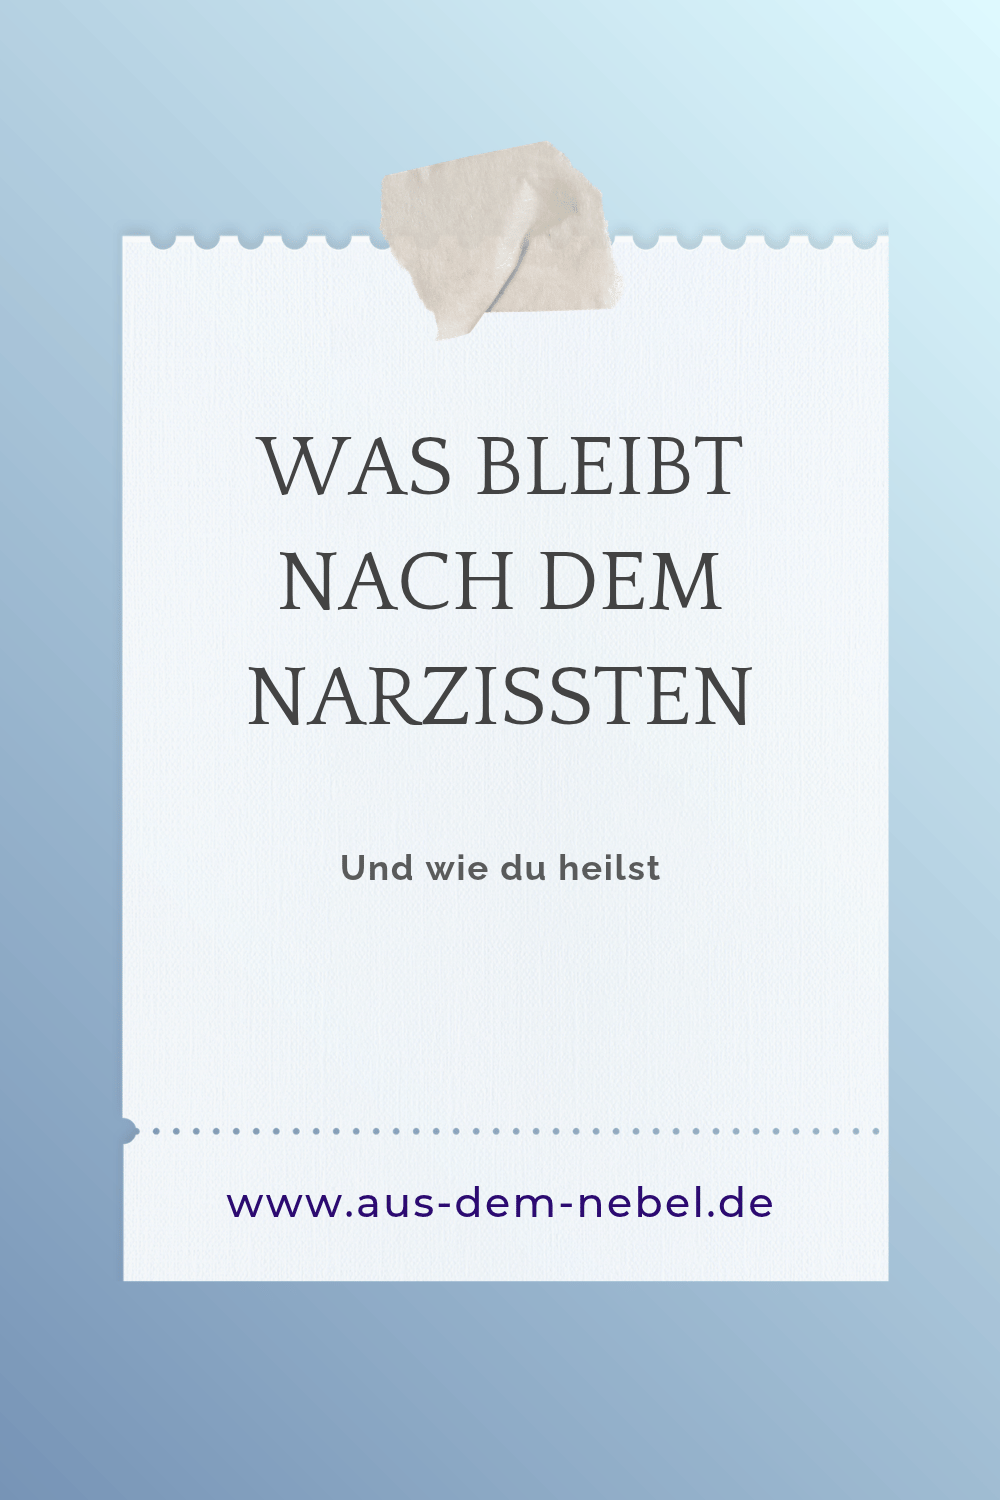 WAS BLEIBT
NACH DEM
NARZISSTEN
Und wie du heilst
www.aus-dem-nebel.de